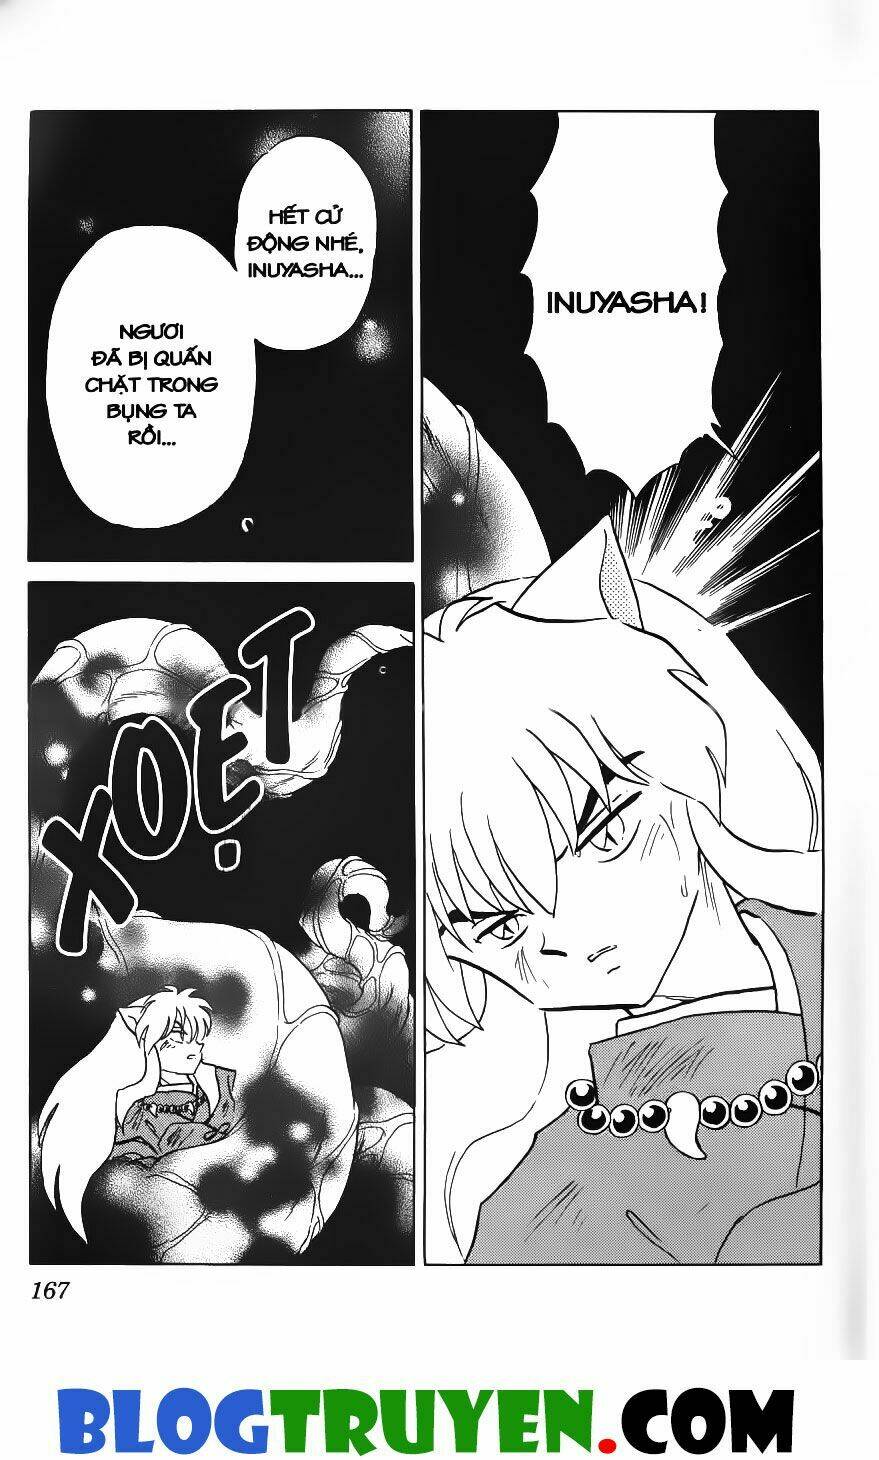 INUYASHA!
HẾT CỬ
ĐỘNG NHÉ,
INUYASHA...
NGƯƠI
ĐÃ BỊ QUẤN
CHẶT TRONG
BỤNG TA
RỒI...
XOẸT
167
BLOGTRUYEN.COM